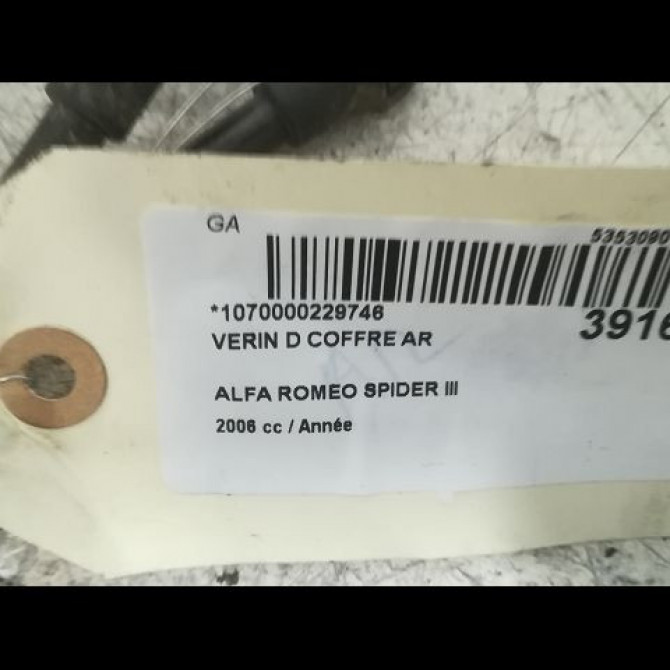 GA
5353090
*1070000229746
3916
VERIN D COFFRE AR
ALFA ROMEO SPIDER III
2006 cc / Année